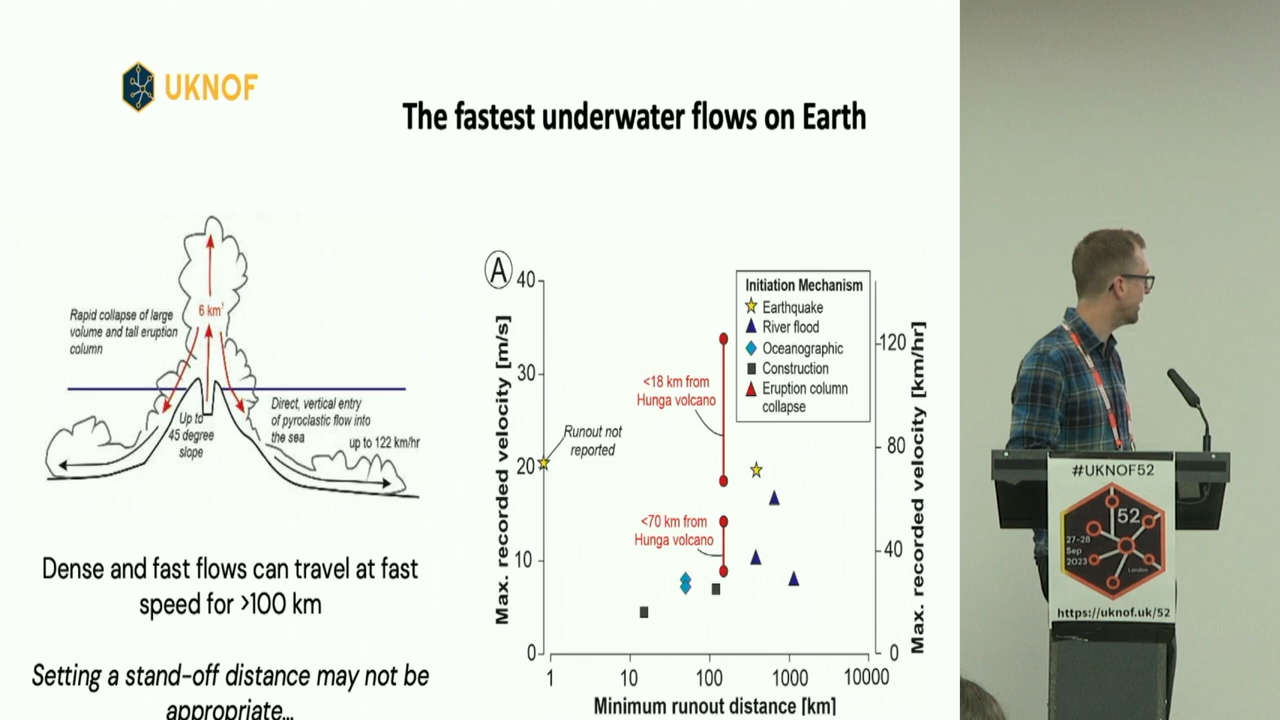 UKNOF
The fastest underwater flows on Earth
Rapid collapse of large
volume and tall eruption
column
6 km³
Up to
45 degree
slope
Direct, vertical entry
of pyroclastic flow into
the sea
up to 122 km/hr
Dense and fast flows can travel at fast
speed for >100 km
Setting a stand-off distance may not be
appropriate...
A
Max. recorded velocity [m/s]
40
30
20
10
0
Runout not
reported
<18 km from
Hunga volcano
<70 km from
Hunga volcano
Initiation Mechanism
Earthquake
River flood
Oceanographic
Construction
Eruption column
collapse
120
80
40
0
Max. recorded velocity [km/hr]
1 10 100 1000 10000
Minimum runout distance [km]
#UKNOF52
52
27-28
Sep
2023
London
https://uknof.uk/52